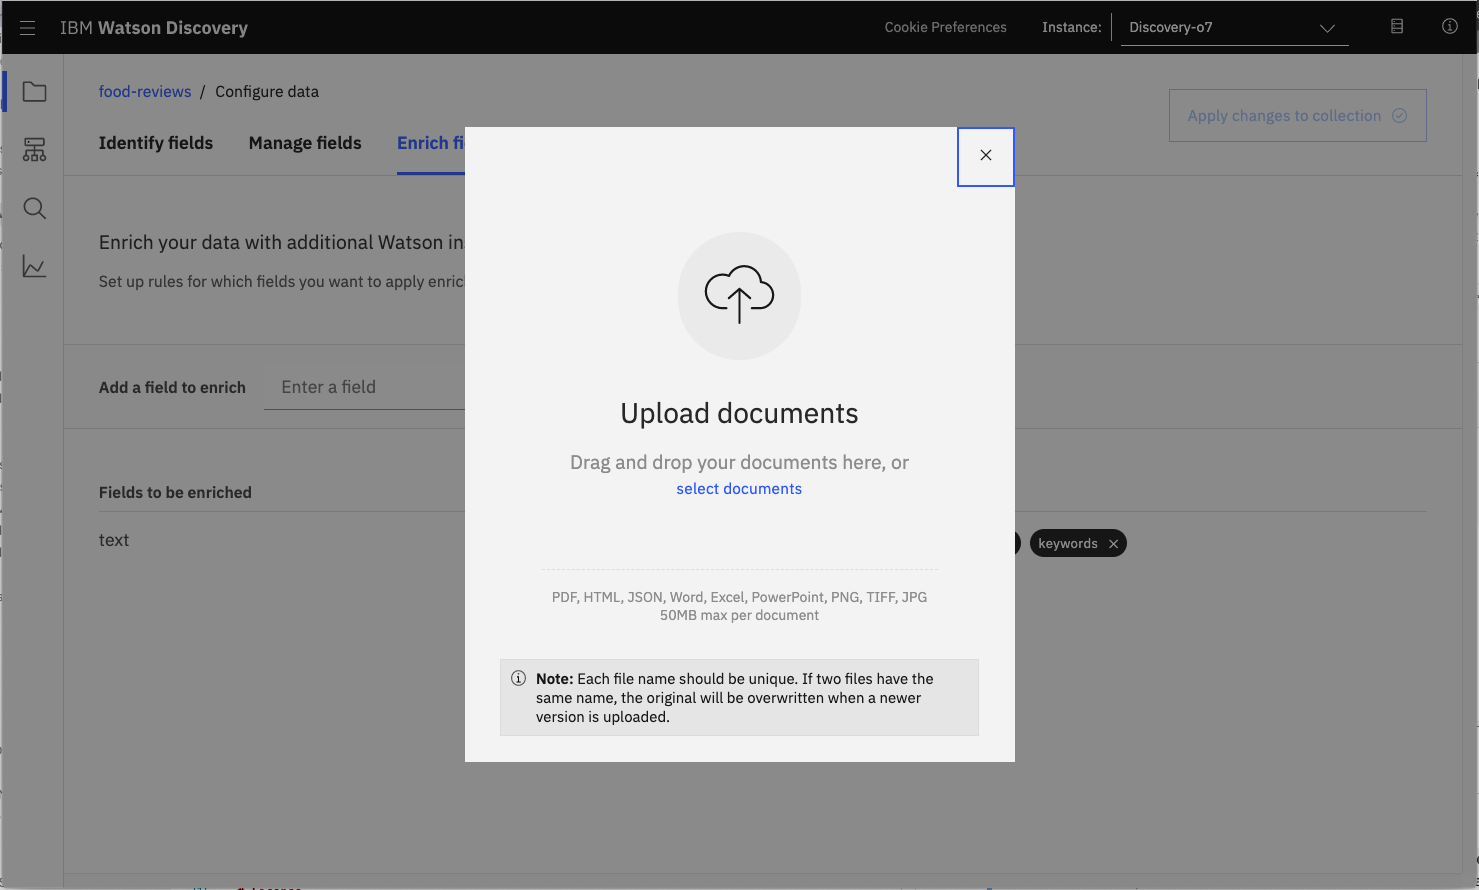 IBM Watson Discovery
Cookie Preferences
Instance:
Discovery-o7
food-reviews / Configure data
Apply changes to collection
Identify fields
Manage fields
Enrich fi
Enrich your data with additional Watson in
Set up rules for which fields you want to apply enric
Add a field to enrich
Enter a field
Fields to be enriched
text
keywords
Upload documents
Drag and drop your documents here, or
select documents
PDF, HTML, JSON, Word, Excel, PowerPoint, PNG, TIFF, JPG
50MB max per document
Note: Each file name should be unique. If two files have the
same name, the original will be overwritten when a newer
version is uploaded.